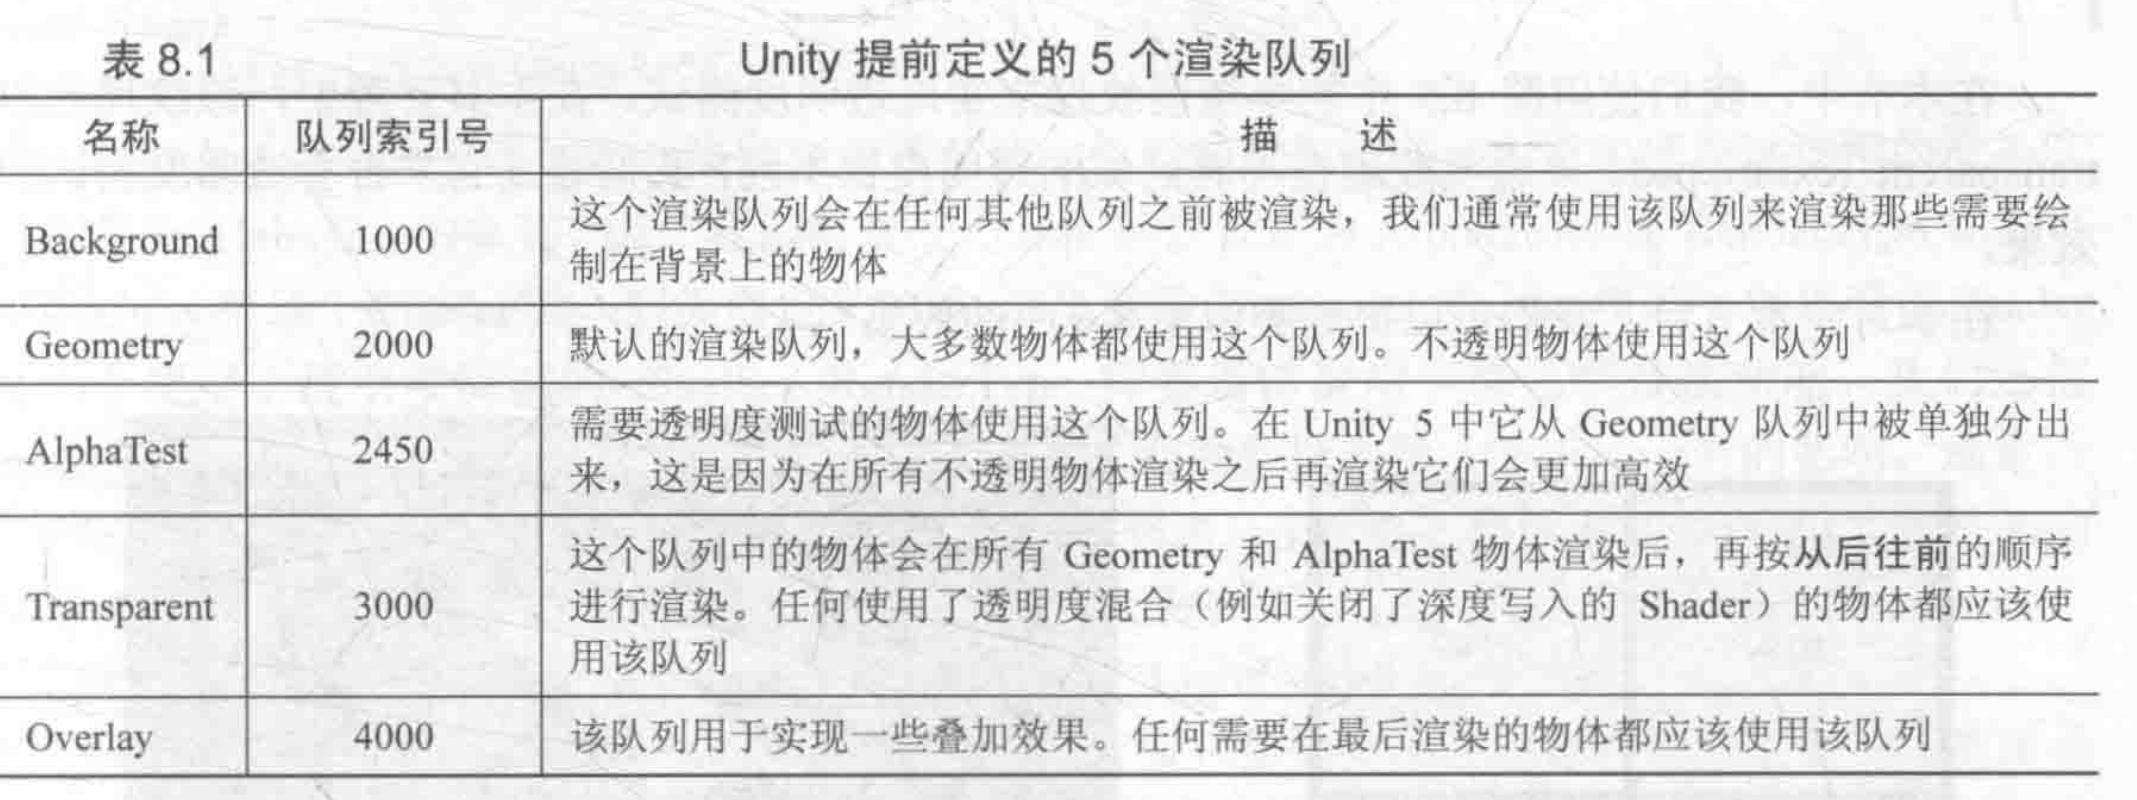 表 8.1 Unity 提前定义的 5 个渲染队列
名称 队列索引号 描 述
Background 1000 这个渲染队列会在任何其他队列之前被渲染，我们通常使用该队列来渲染那些需要绘
制在背景上的物体
Geometry 2000 默认的渲染队列，大多数物体都使用这个队列。不透明物体使用这个队列
AlphaTest 2450 需要透明度测试的物体使用这个队列。在 Unity 5 中它从 Geometry 队列中被单独分出
来，这是因为在所有不透明物体渲染之后再渲染它们会更加高效
Transparent 3000 这个队列中的物体会在所有 Geometry 和 AlphaTest 物体渲染后，再按从后往前的顺序
进行渲染。任何使用了透明度混合（例如关闭了深度写入的 Shader）的物体都应该使
用该队列
Overlay 4000 该队列用于实现一些叠加效果。任何需要在最后渲染的物体都应该使用该队列